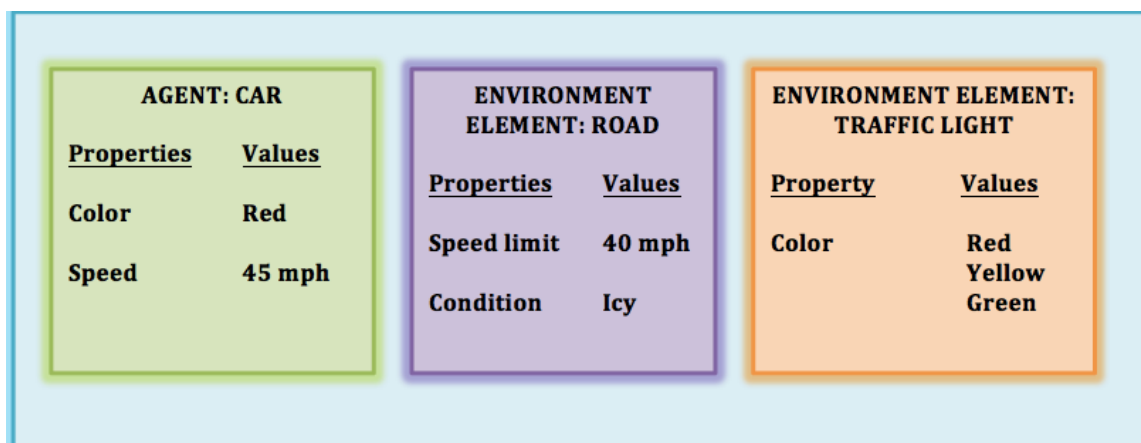 AGENT: CAR
Properties Values
Color Red
Speed 45 mph
ENVIRONMENT
ELEMENT: ROAD
Properties Values
Speed limit 40 mph
Condition Icy
ENVIRONMENT ELEMENT:
TRAFFIC LIGHT
Property Values
Color Red
Yellow
Green